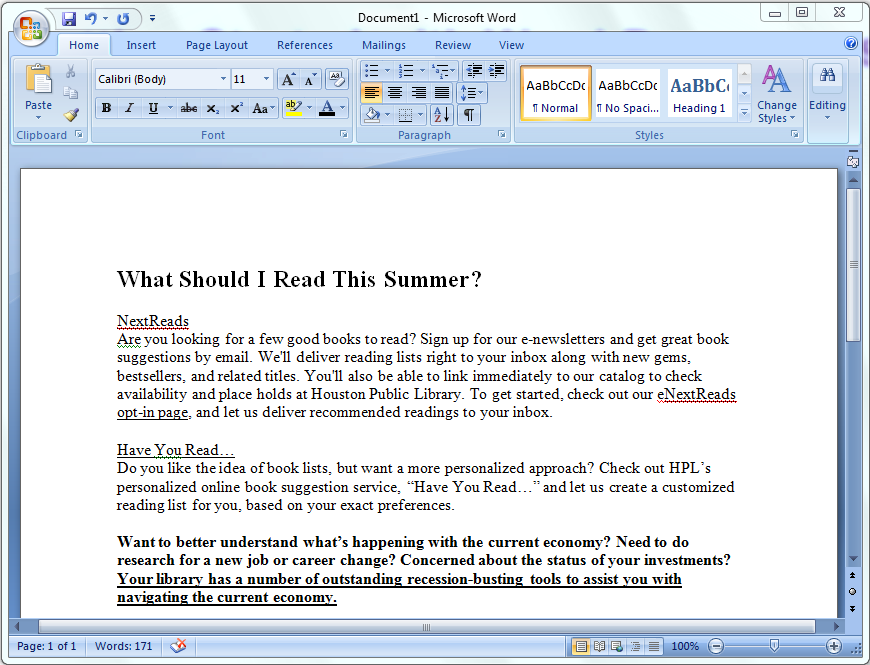 Document1 - Microsoft Word
Home Insert Page Layout References Mailings Review View
Calibri (Body) 11 A A Aa
B I U abc X₂ X² Aa ab A
Paste
AaBbCcDc AaBbCcDc AaBbC
¶ Normal ¶ No Spaci... Heading 1
Change Styles
Editing
Clipboard Font Paragraph Styles
What Should I Read This Summer?
NextReads
Are you looking for a few good books to read? Sign up for our e-newsletters and get great book
suggestions by email. We'll deliver reading lists right to your inbox along with new gems,
bestsellers, and related titles. You'll also be able to link immediately to our catalog to check
availability and place holds at Houston Public Library. To get started, check out our eNextReads
opt-in page, and let us deliver recommended readings to your inbox.
Have You Read…
Do you like the idea of book lists, but want a more personalized approach? Check out HPL’s
personalized online book suggestion service, “Have You Read…” and let us create a customized
reading list for you, based on your exact preferences.
Want to better understand what’s happening with the current economy? Need to do
research for a new job or career change? Concerned about the status of your investments?
Your library has a number of outstanding recession-busting tools to assist you with
navigating the current economy.
Page: 1 of 1 Words: 171 100%